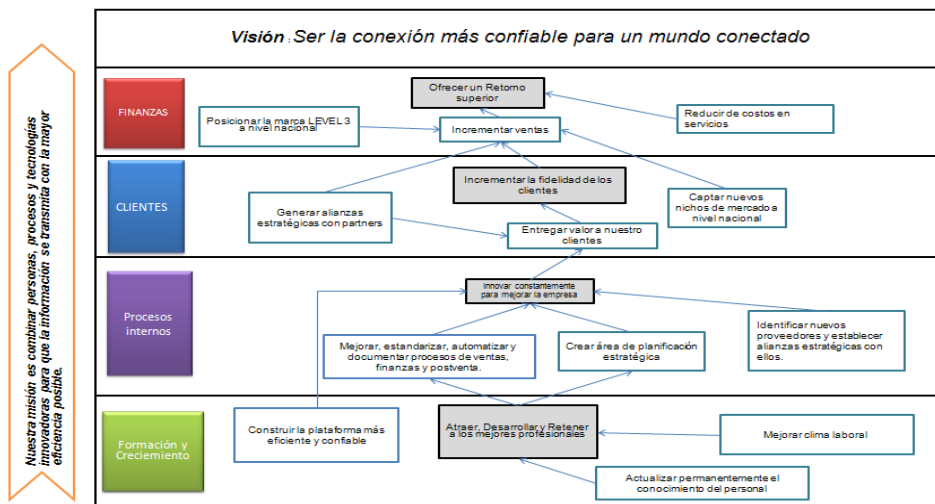 Visión : Ser la conexión más confiable para un mundo conectado
Nuestra misión es combinar personas, procesos y tecnologías
innovadoras para que la información se transmita con la mayor
eficiencia posible.
FINANZAS
Ofrecer un Retorno
superior
Posicionar la marca LEVEL 3
a nivel nacional
Incrementar ventas
Reducir de costos en
servicios
CLIENTES
Incrementar la fidelidad de los
clientes
Generar alianzas
estratégicas con partners
Captar nuevos
nichos de mercado a
nivel nacional
Entregar valor a nuestro
clientes
Procesos
internos
Innovar constantemente
para mejorar la empresa
Mejorar, estandarizar, automatizar y
documentar procesos de ventas,
finanzas y postventa.
Crear área de planificación
estratégica
Identificar nuevos
proveedores y establecer
alianzas estratégicas con
ellos.
Formación y
Creciemiento
Construir la plataforma más
eficiente y confiable
Atraer, Desarrollar y Retener
a los mejores profesionales
Mejorar clima laboral
Actualizar permanentemente el
conocimiento del personal